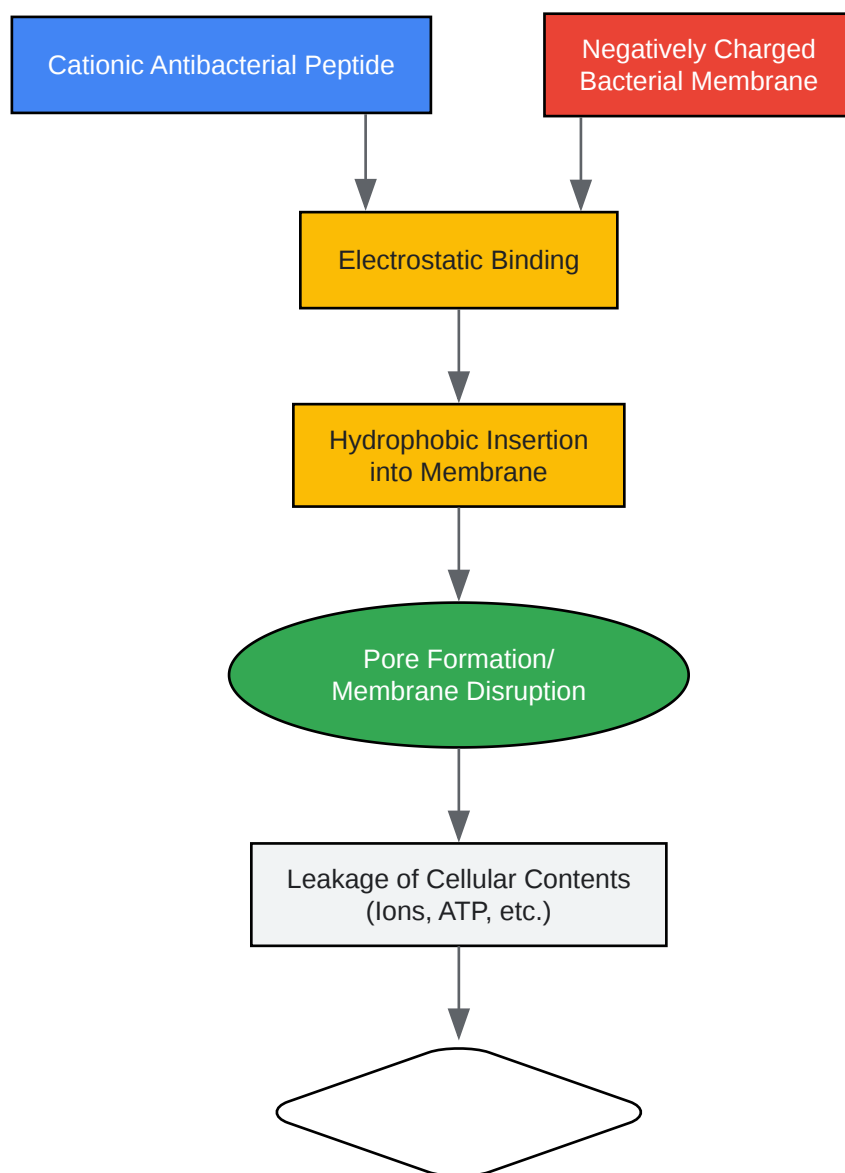 Cationic Antibacterial Peptide
Negatively Charged
Bacterial Membrane
Electrostatic Binding
Hydrophobic Insertion
into Membrane
Pore Formation/
Membrane Disruption
Leakage of Cellular Contents
(Ions, ATP, etc.)